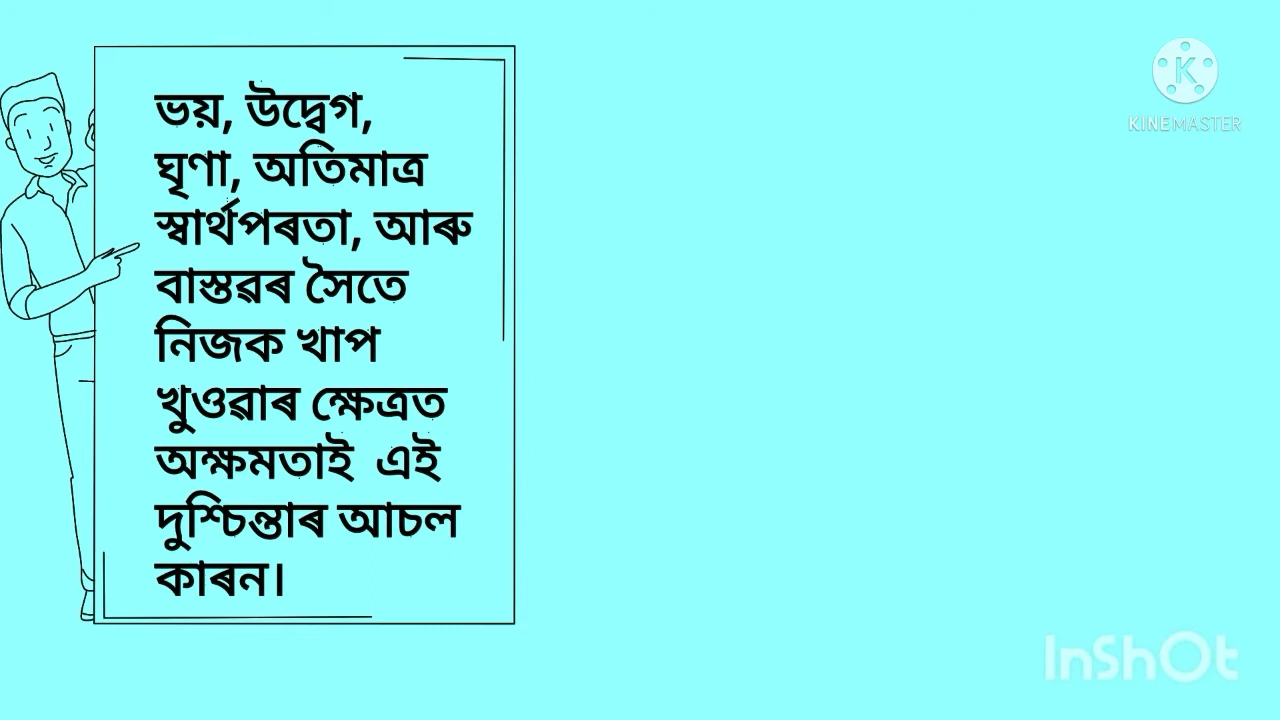 ভয়, উদ্বেগ,
ঘৃণা, অতিমাত্ৰ
স্বাৰ্থপৰতা, আৰু
বাস্তৱৰ সৈতে
নিজক খাপ
খুওৱাৰ ক্ষেত্ৰত
অক্ষমতাই  এই
দুশ্চিন্তাৰ আচল
কাৰন।
KINEMASTER
InShOt